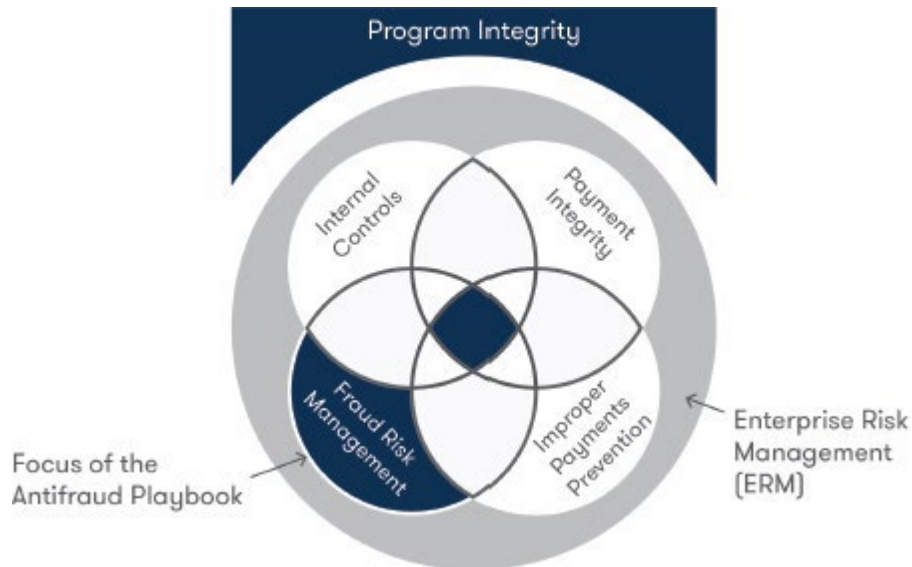 Program Integrity
Internal
Controls
Payment
Integrity
Fraud Risk
Management
Improper
Payments
Prevention
Focus of the
Antifraud Playbook
Enterprise Risk
Management
(ERM)